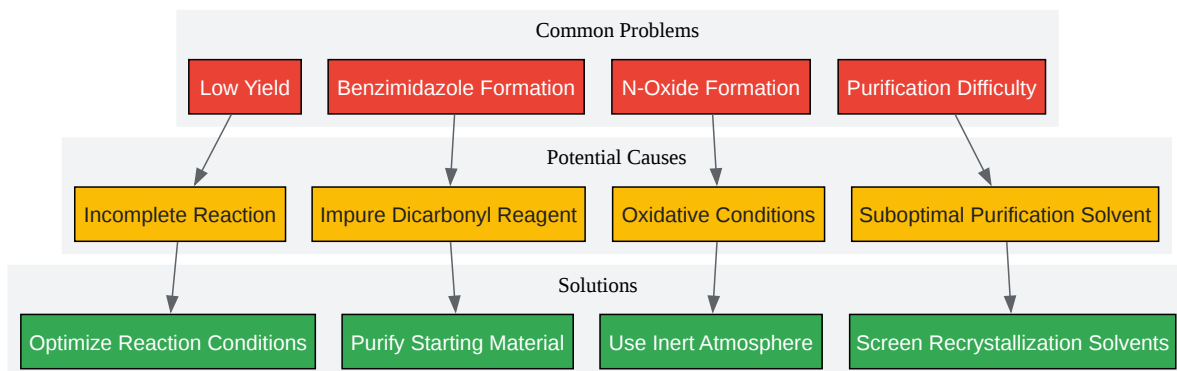 Common Problems
Low Yield
Benzimidazole Formation
N-Oxide Formation
Purification Difficulty
Potential Causes
Incomplete Reaction
Impure Dicarbonyl Reagent
Oxidative Conditions
Suboptimal Purification Solvent
Solutions
Optimize Reaction Conditions
Purify Starting Material
Use Inert Atmosphere
Screen Recrystallization Solvents